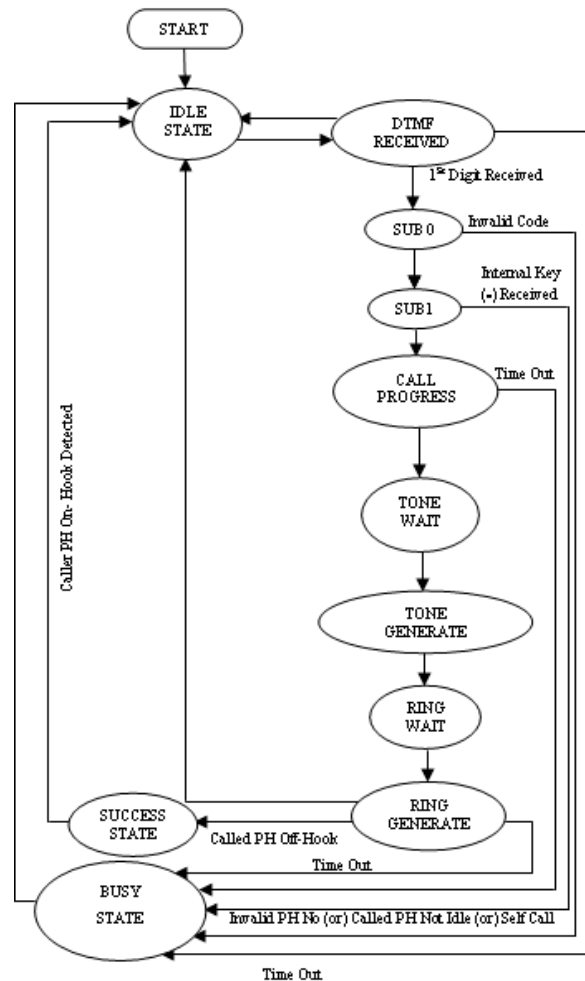 START
IDLE
STATE
DTMF
RECEIVED
1st Digit Received
SUB0
Invalid Code
Internal Key
(*) Received
SUB1
CALL
PROGRESS
Time Out
Caller PH On- Hook Detected
TONE
WAIT
TONE
GENERATE
RING
WAIT
RING
GENERATE
SUCCESS
STATE
Called PH Off-Hook
Time Out
BUSY
STATE
Invalid PH No (or) Called PH Not Idle (or) Self Call
Time Out